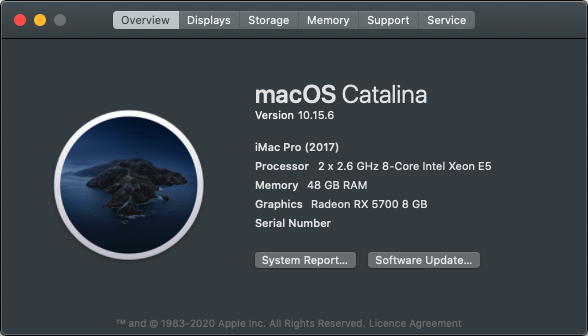 Overview Displays Storage Memory Support Service
macOS Catalina
Version 10.15.6
iMac Pro (2017)
Processor 2 x 2.6 GHz 8-Core Intel Xeon E5
Memory 48 GB RAM
Graphics Radeon RX 5700 8 GB
Serial Number
System Report... Software Update...
™ and © 1983-2020 Apple Inc. All Rights Reserved. Licence Agreement